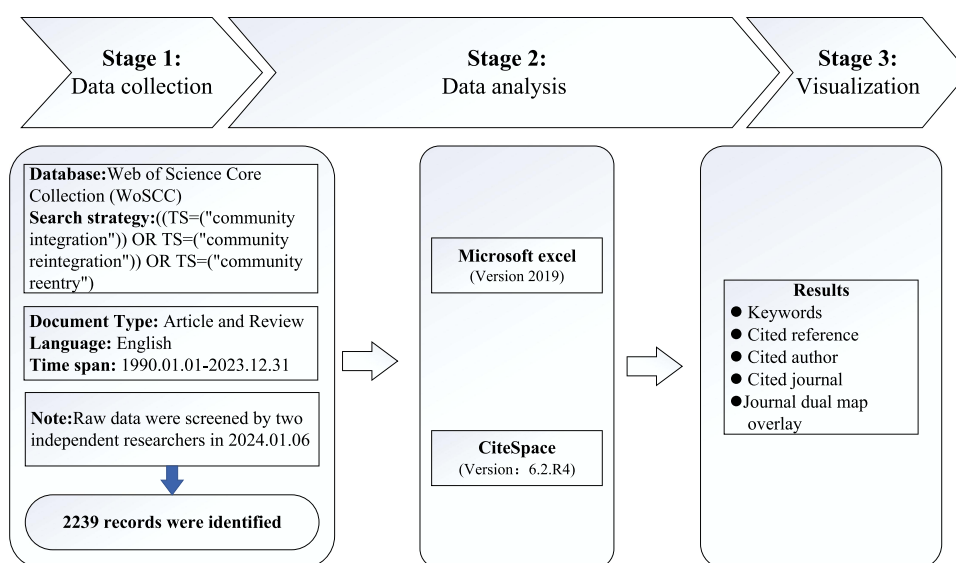 Stage 1:
Data collection
Stage 2:
Data analysis
Stage 3:
Visualization
Database:Web of Science Core
Collection (WoSCC)
Search strategy:((TS=("community
integration")) OR TS=("community
reintegration")) OR TS=("community
reentry")
Document Type: Article and Review
Language: English
Time span: 1990.01.01-2023.12.31
Note:Raw data were screened by two
independent researchers in 2024.01.06
2239 records were identified
Microsoft excel
(Version 2019)
CiteSpace
(Version：6.2.R4)
Results
● Keywords
● Cited reference
● Cited author
● Cited journal
●Journal dual map
overlay